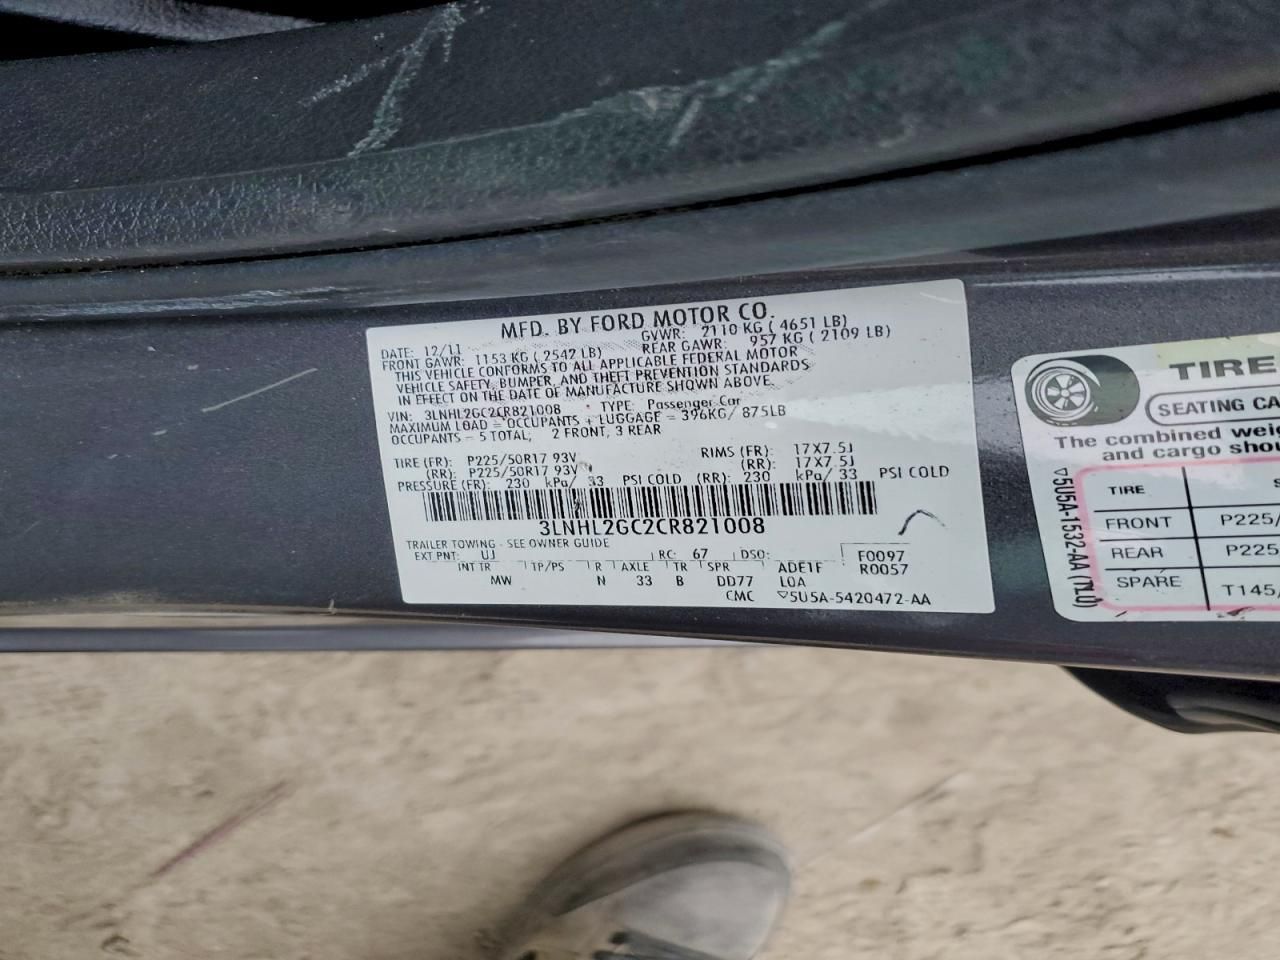 MFD. BY FORD MOTOR CO.
DATE: 12/11 GVWR: 2110 KG ( 4651 LB)
FRONT GAWR: 1153 KG ( 2542 LB) REAR GAWR: 957 KG ( 2109 LB)
THIS VEHICLE CONFORMS TO ALL APPLICABLE FEDERAL MOTOR
VEHICLE SAFETY, BUMPER, AND THEFT PREVENTION STANDARDS
IN EFFECT ON THE DATE OF MANUFACTURE SHOWN ABOVE.
VIN: 3LNHL2GC2CR821008 TYPE: Passenger Car
MAXIMUM LOAD = OCCUPANTS + LUGGAGE = 396KG/ 875LB
OCCUPANTS = 5 TOTAL; 2 FRONT, 3 REAR
TIRE (FR): P225/50R17 93V RIMS (FR): 17X7.5J
(RR): P225/50R17 93V (RR): 17X7.5J
PRESSURE (FR): 230 kPa/ 33 PSI COLD (RR): 230 kPa/ 33 PSI COLD
3LNHL2GC2CR821008
TRAILER TOWING - SEE OWNER GUIDE
EXT PNT: UJ RC: 67 DSO: F0097
INT TR TP/PS R AXLE TR SPR ADE1F R0057
MW N 33 B DD77 LOA
CMC 5U5A-5420472-AA
TIRE
SEATING CA
The combined weig
and cargo shou
TIRE S
FRONT P225/
REAR P225
SPARE T145/
5U5A-1532-AA (TLO)